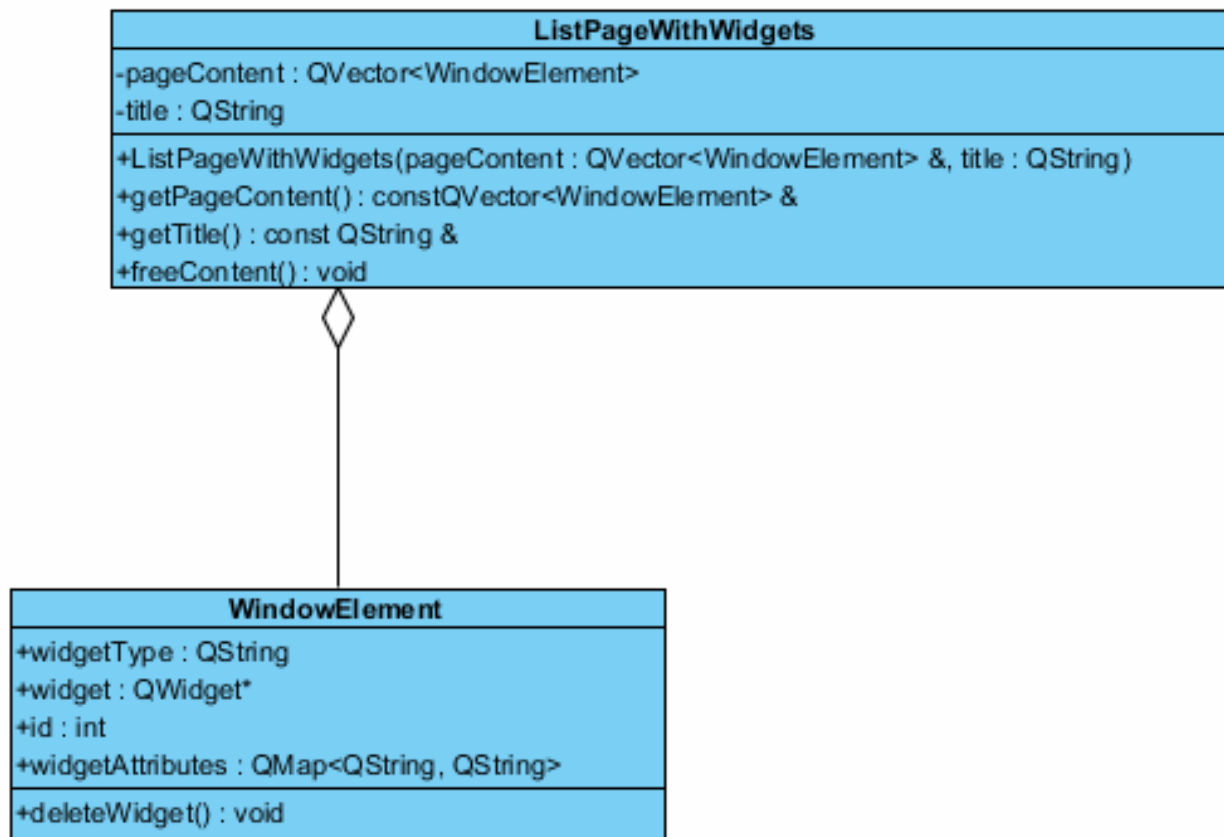 ListPageWithWidgets
-pageContent : QVector<WindowElement>
-title : QString
+ListPageWithWidgets(pageContent : QVector<WindowElement> &, title : QString)
+getPageContent() : constQVector<WindowElement> &
+getTitle() : const QString &
+freeContent() : void
WindowElement
+widgetType : QString
+widget : QWidget*
+id : int
+widgetAttributes : QMap<QString, QString>
+deleteWidget() : void